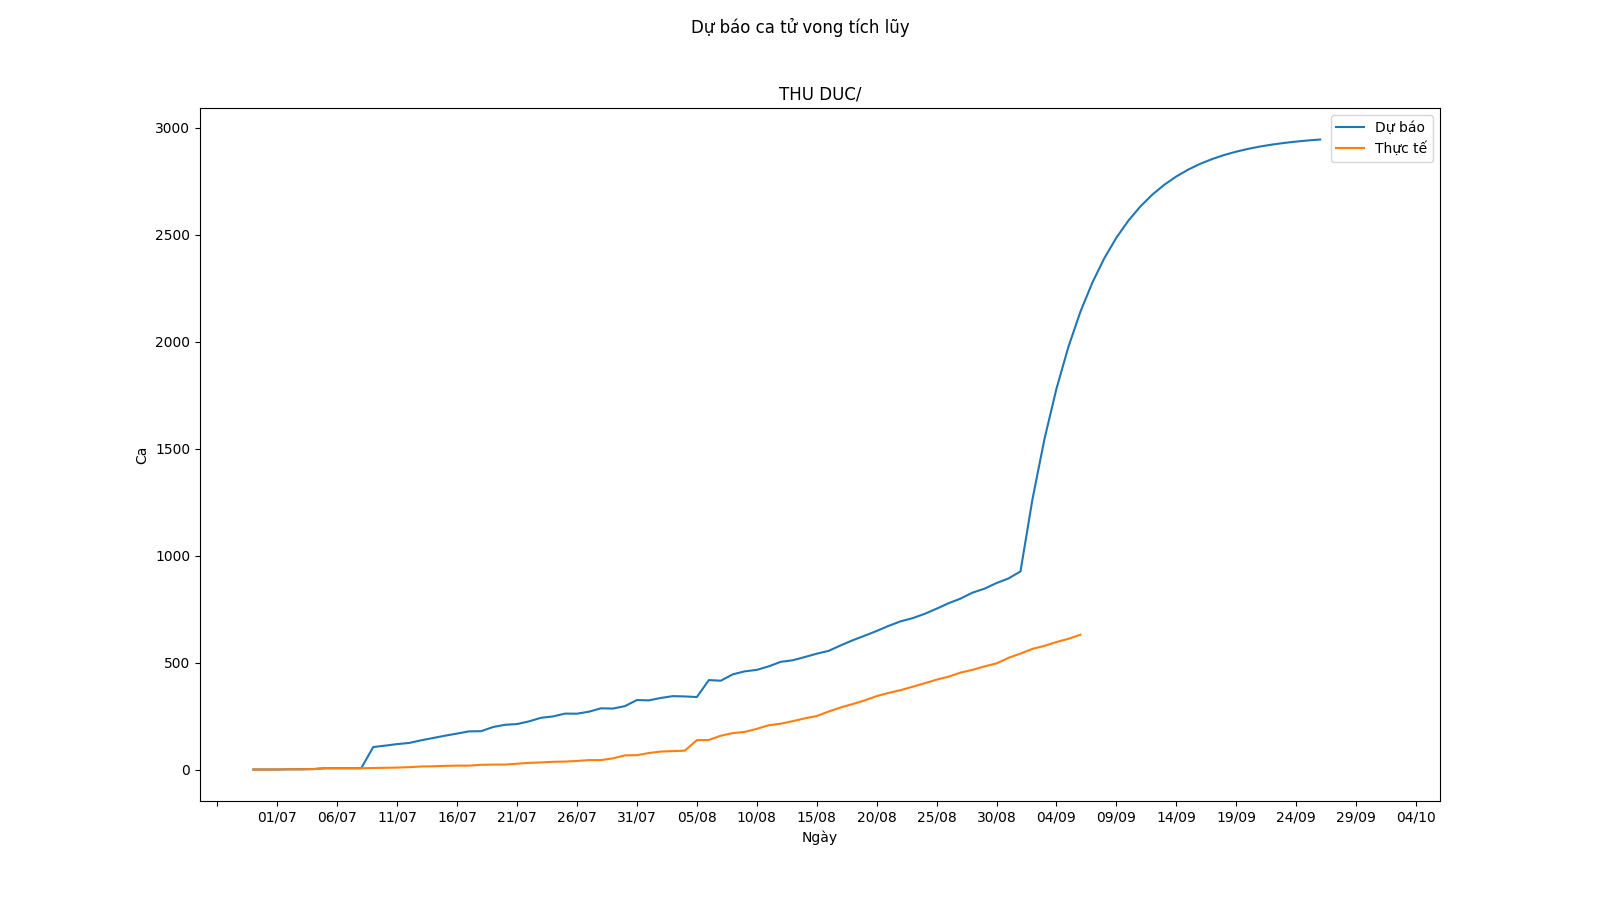 Dự báo ca tử vong tích lũy
THU DUC/
Dự báo
Thực tế
3000
2500
2000
1500
1000
500
0
Ca
01/07 06/07 11/07 16/07 21/07 26/07 31/07 05/08 10/08 15/08 20/08 25/08 30/08 04/09 09/09 14/09 19/09 24/09 29/09 04/10
Ngày